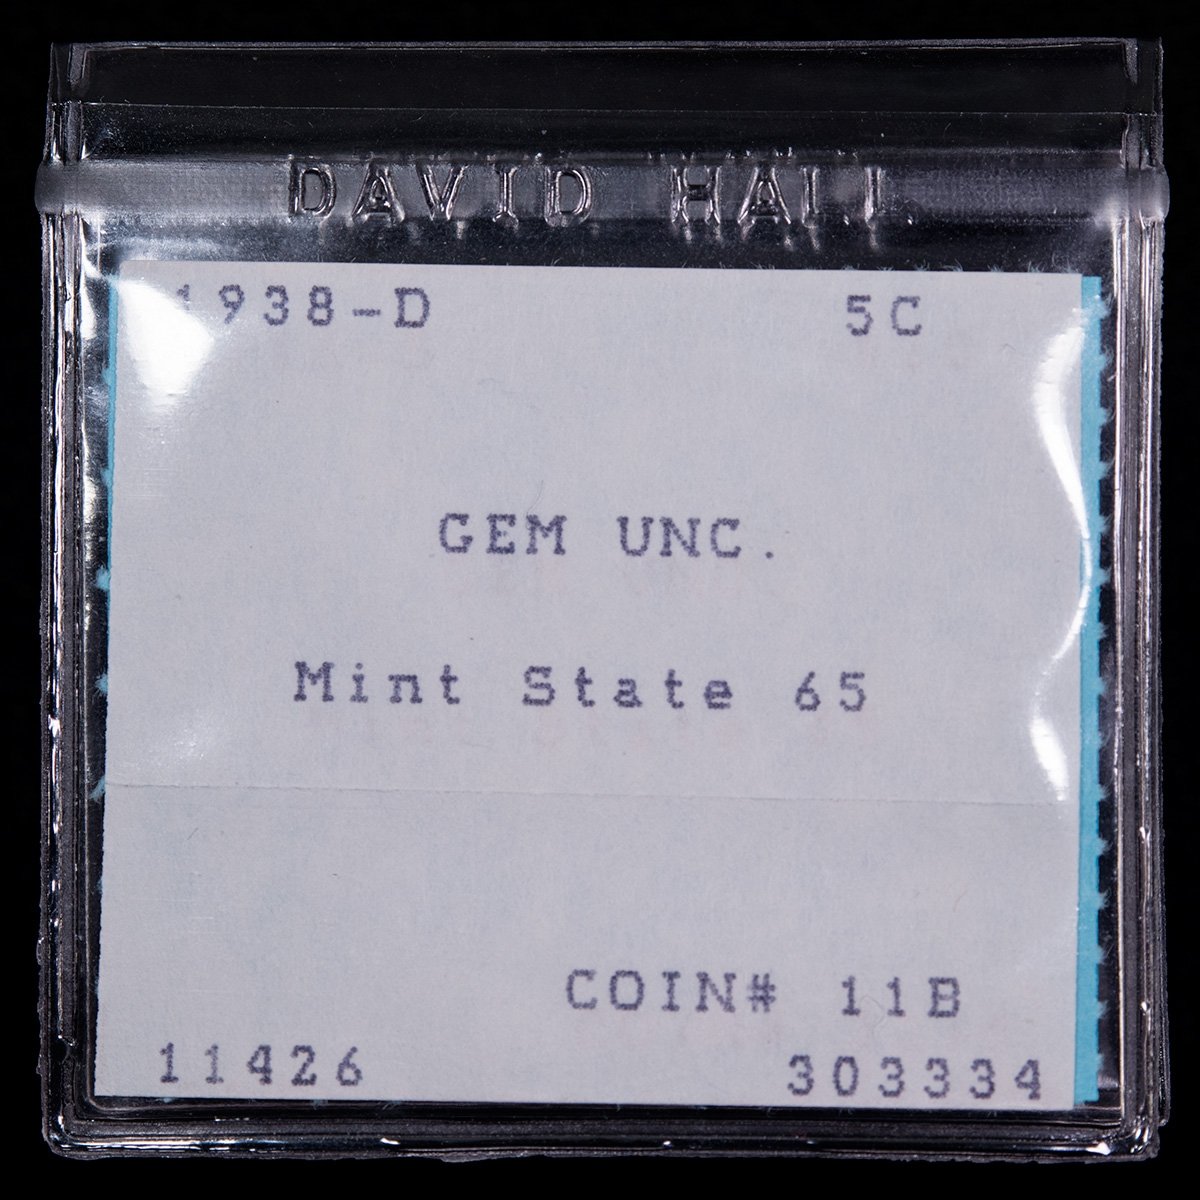 DAVID HALL
1938-D 5C
GEM UNC.
Mint State 65
COIN# 11B
11426 303334